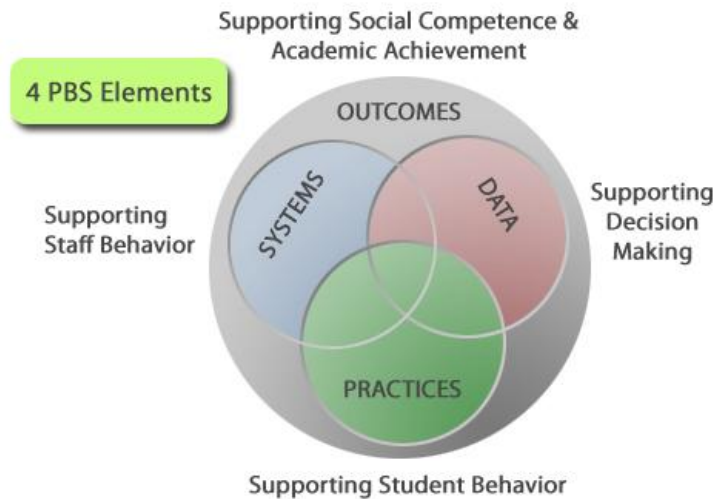 Supporting Social Competence &
Academic Achievement
4 PBS Elements
OUTCOMES
SYSTEMS
DATA
Supporting
Staff Behavior
Supporting
Decision
Making
PRACTICES
Supporting Student Behavior